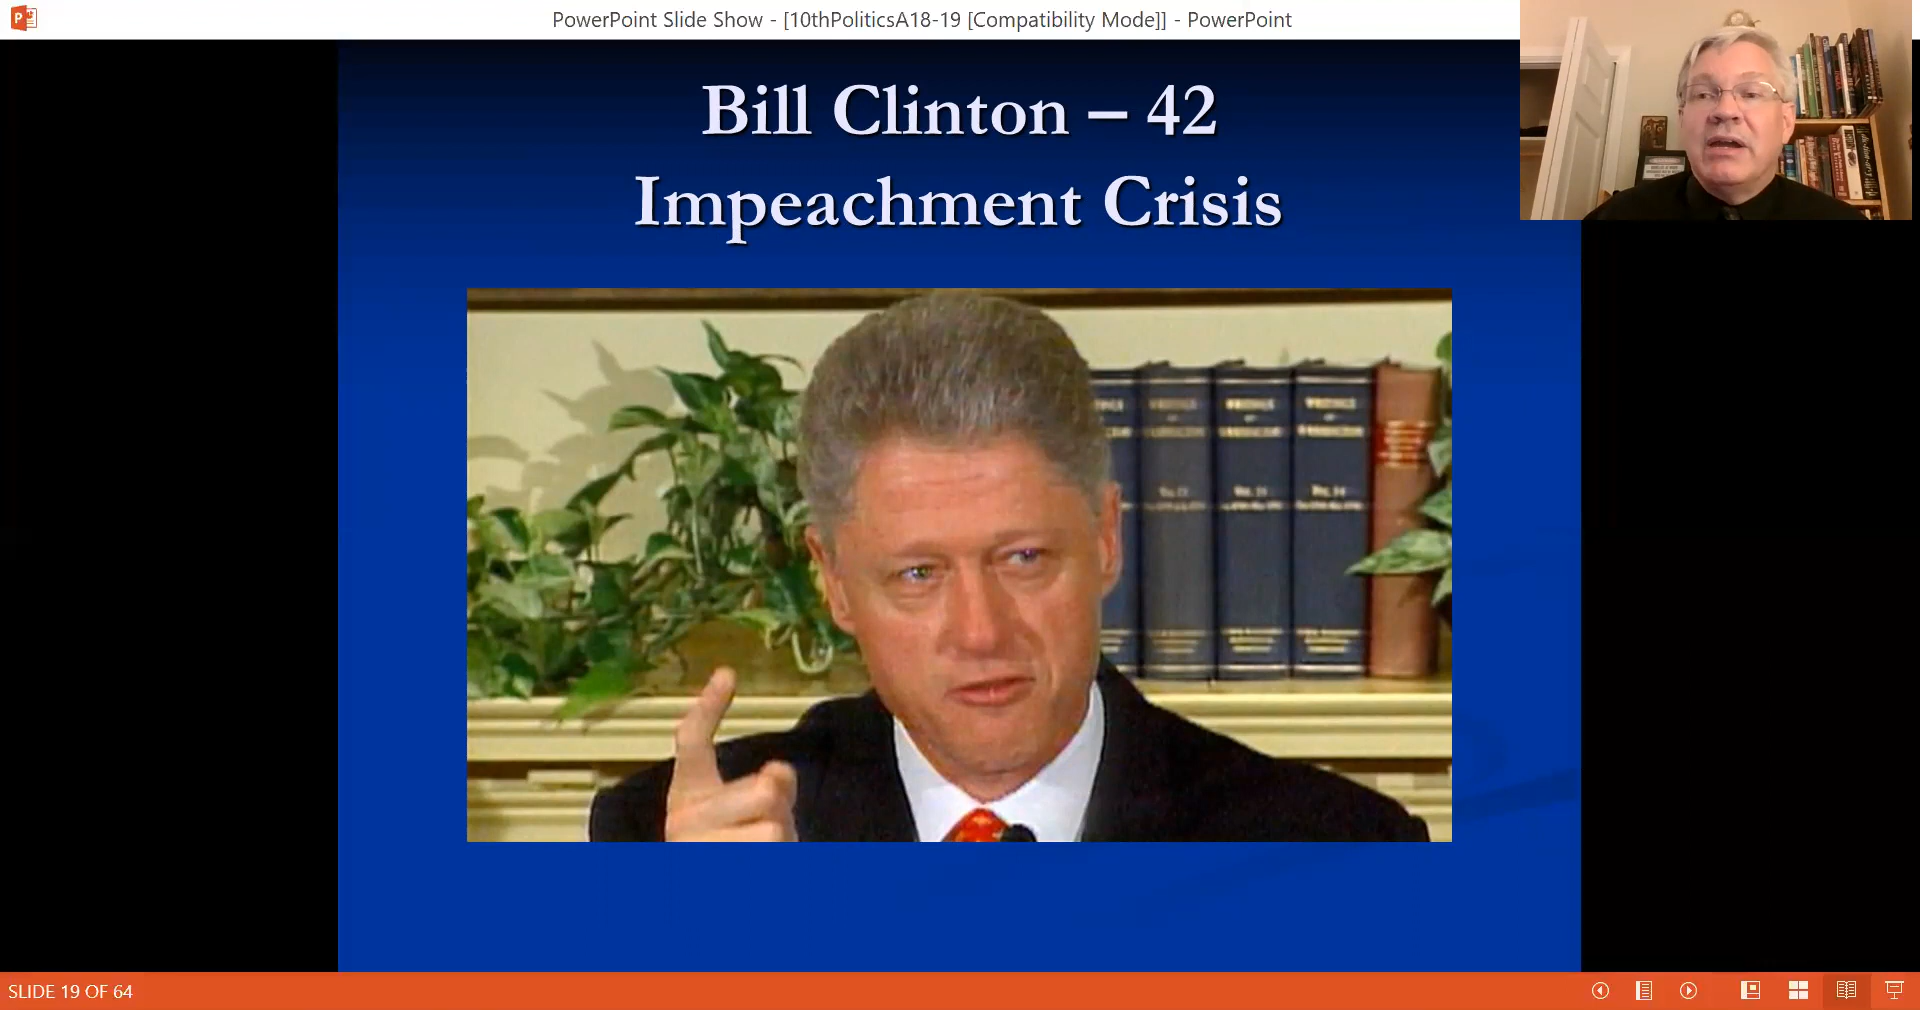 PowerPoint Slide Show - [10thPoliticsA18-19 [Compatibility Mode]] - PowerPoint
Bill Clinton – 42
Impeachment Crisis
SLIDE 19 OF 64